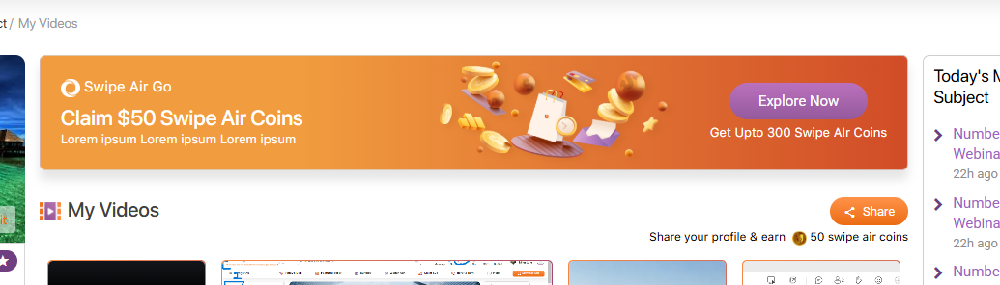 ct / My Videos
Swipe Air Go
Claim $50 Swipe Air Coins
Lorem ipsum Lorem ipsum Lorem ipsum
Explore Now
Get Upto 300 Swipe AIr Coins
Today's M
Subject
Numbe
Webina
22h ago
Numbe
Webina
22h ago
Numbe
it
My Videos
Share
Share your profile & earn 50 swipe air coins